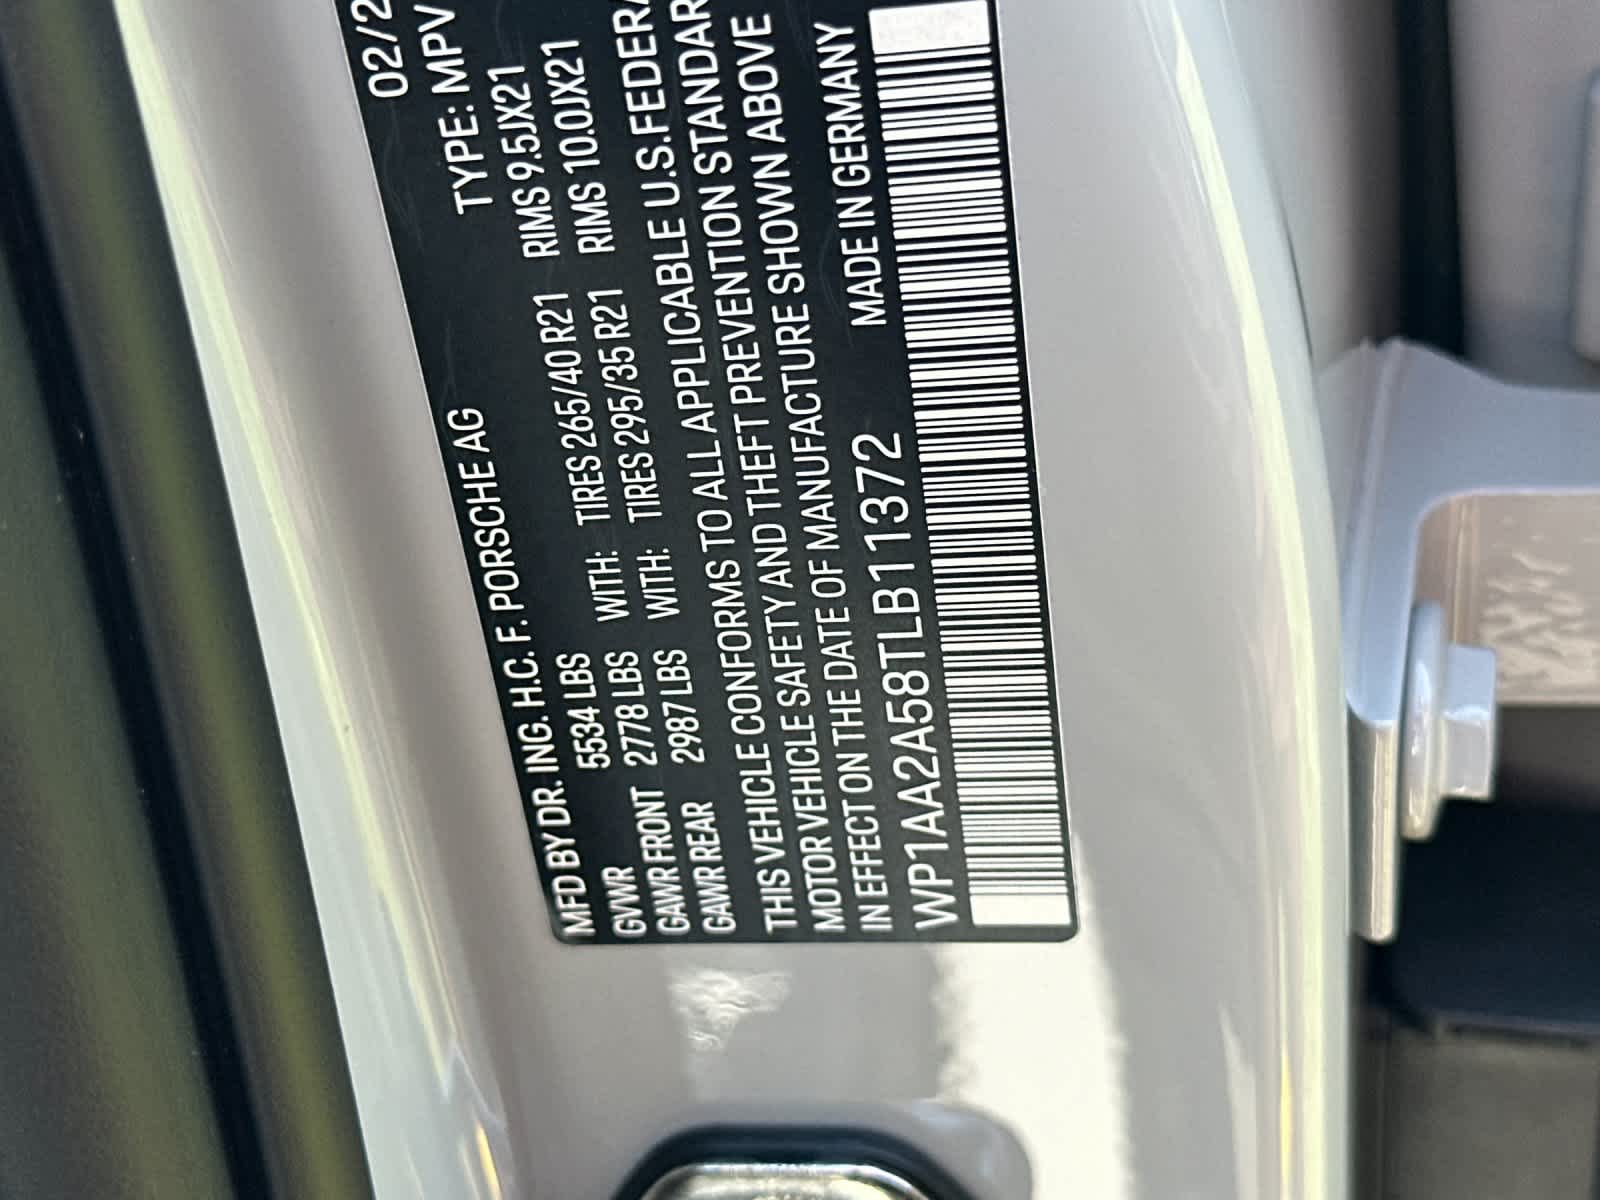 MFD BY DR. ING. H.C. F. PORSCHE AG 02/2
GVWR 5534 LBS TYPE: MPV
GAWR FRONT 2778 LBS WITH: TIRES 265/40 R21 RIMS 9.5JX21
GAWR REAR 2987 LBS WITH: TIRES 295/35 R21 RIMS 10.0JX21
THIS VEHICLE CONFORMS TO ALL APPLICABLE U.S.FEDERA
MOTOR VEHICLE SAFETY AND THEFT PREVENTION STANDAR
IN EFFECT ON THE DATE OF MANUFACTURE SHOWN ABOVE
WP1AA2A58TLB11372 MADE IN GERMANY